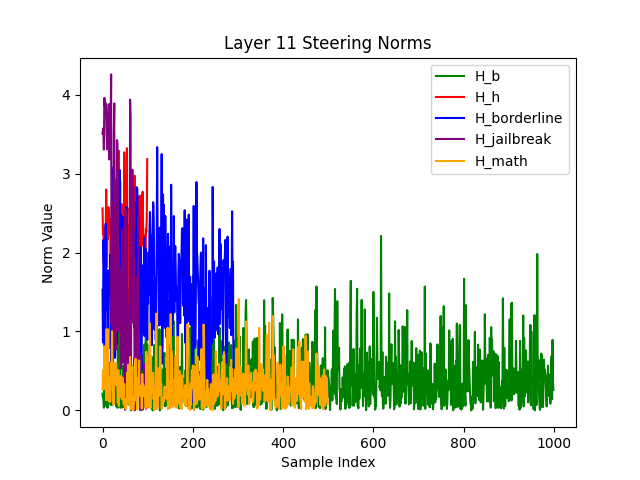 Layer 11 Steering Norms
H_b
H_h
H_borderline
H_jailbreak
H_math
Norm Value
4
3
2
1
0
0 200 400 600 800 1000
Sample Index